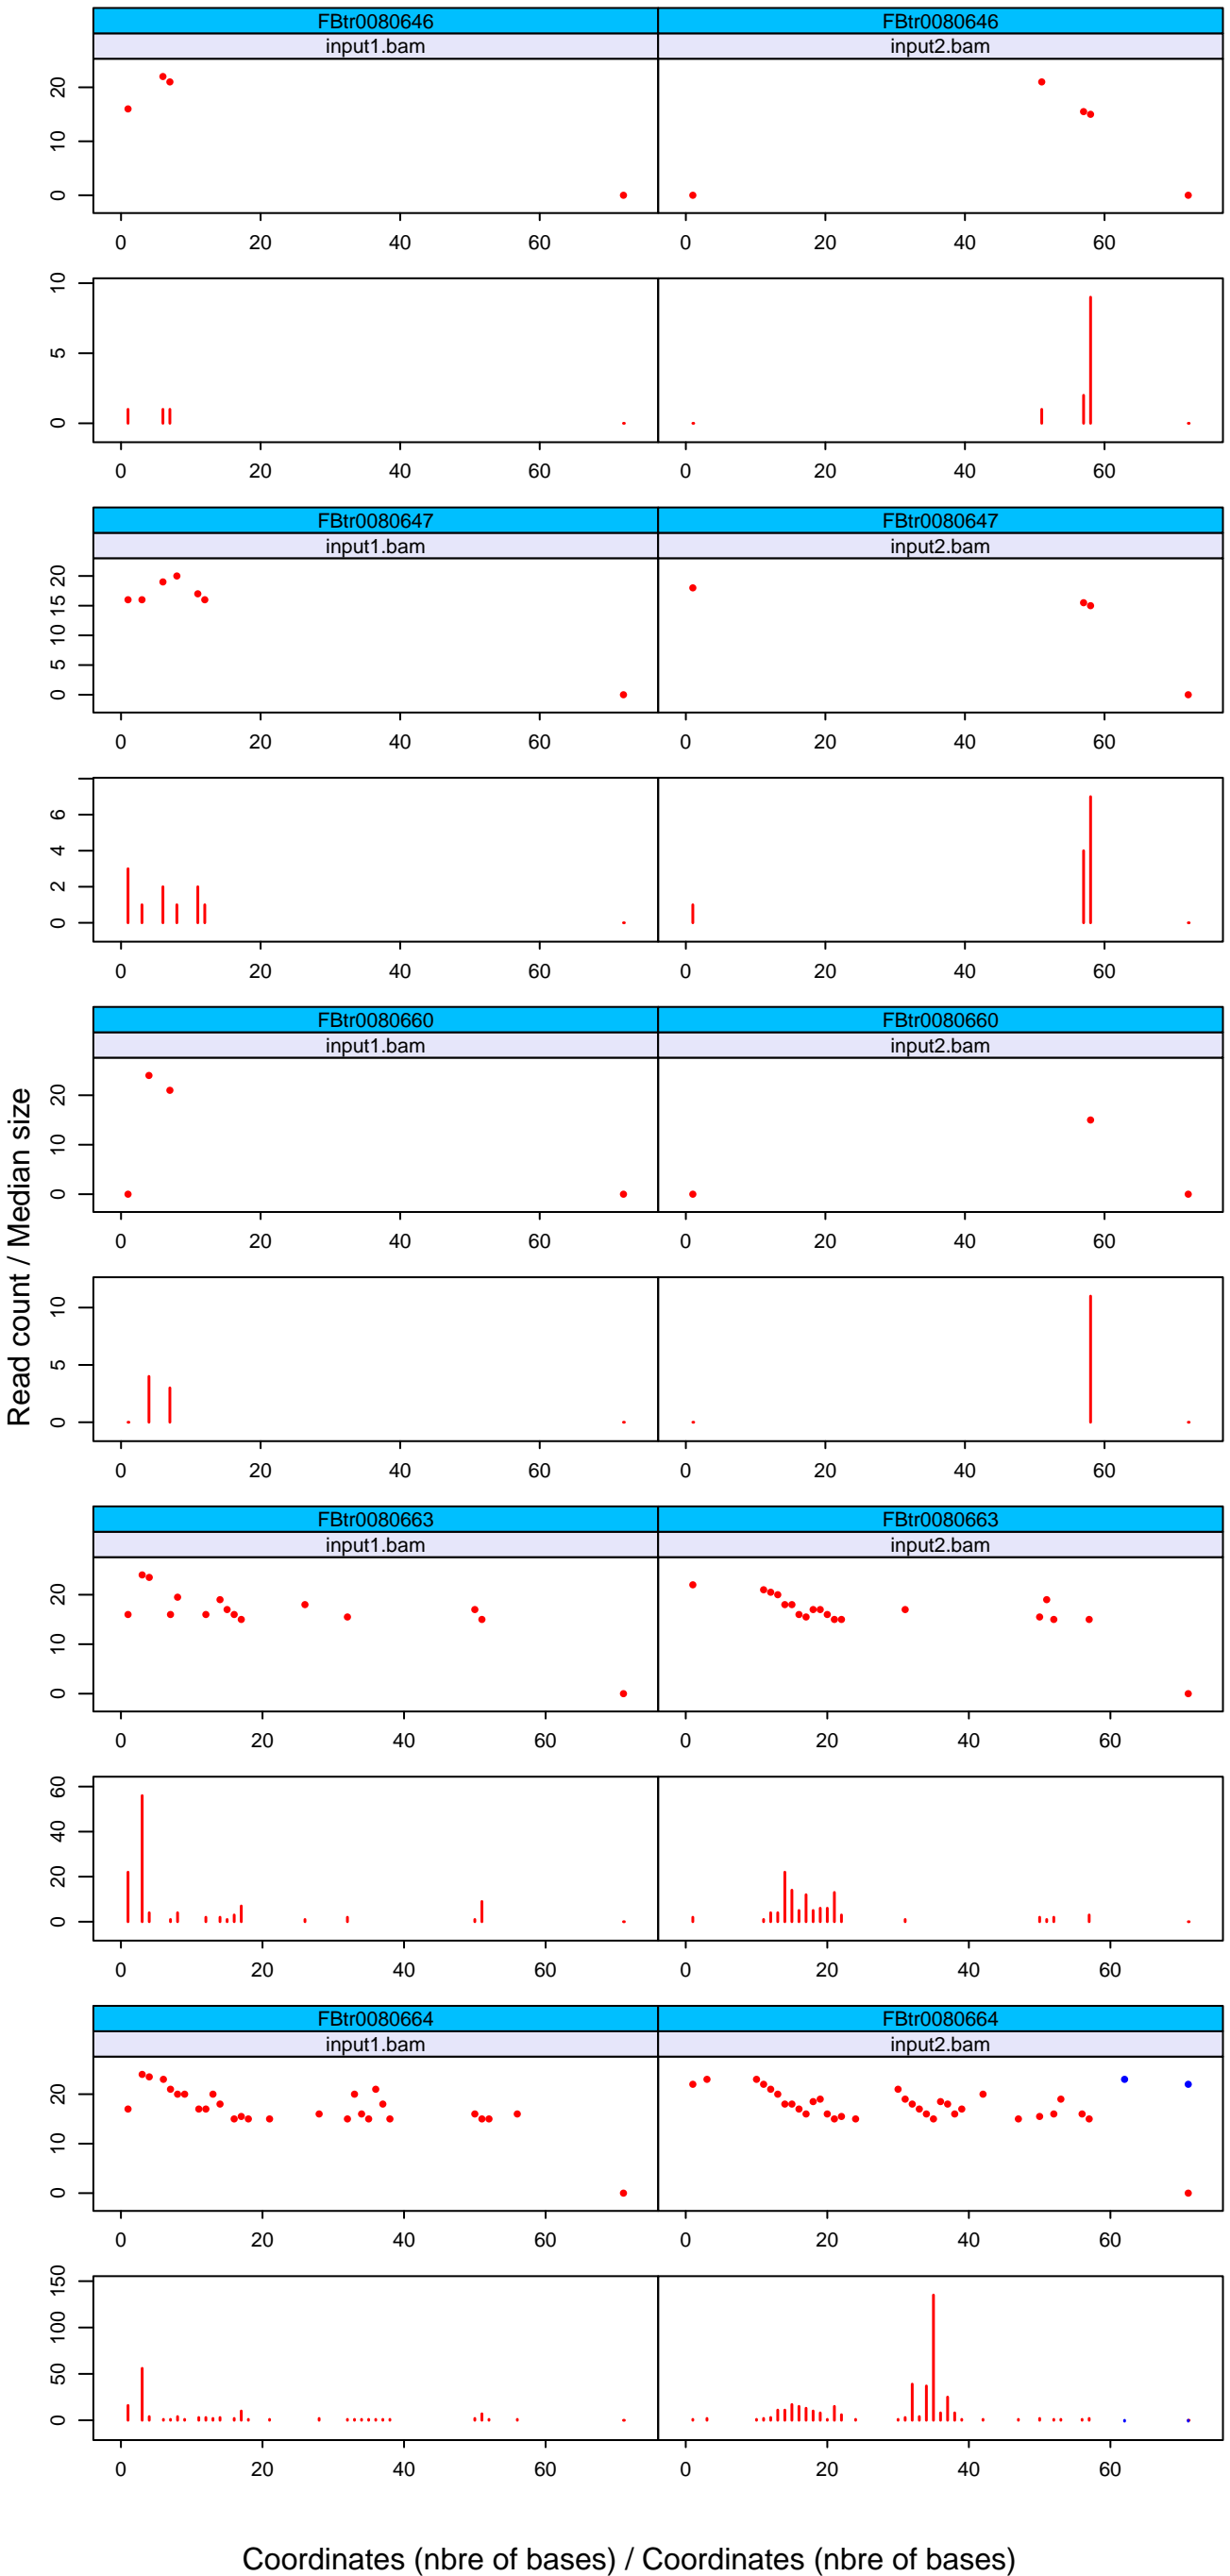 FBtr0080646 FBtr0080646
input1.bam input2.bam
20
10
0
0 20 40 60 0 20 40 60
10
5
0
0 20 40 60 0 20 40 60
FBtr0080647 FBtr0080647
input1.bam input2.bam
20
15
10
5
0
0 20 40 60 0 20 40 60
6
4
2
0
0 20 40 60 0 20 40 60
FBtr0080660 FBtr0080660
input1.bam input2.bam
20
10
0
0 20 40 60 0 20 40 60
Read count / Median size
10
5
0
0 20 40 60 0 20 40 60
FBtr0080663 FBtr0080663
input1.bam input2.bam
20
10
0
0 20 40 60 0 20 40 60
60
40
20
0
0 20 40 60 0 20 40 60
FBtr0080664 FBtr0080664
input1.bam input2.bam
20
10
0
0 20 40 60 0 20 40 60
150
100
50
0
0 20 40 60 0 20 40 60
Coordinates (nbre of bases) / Coordinates (nbre of bases)